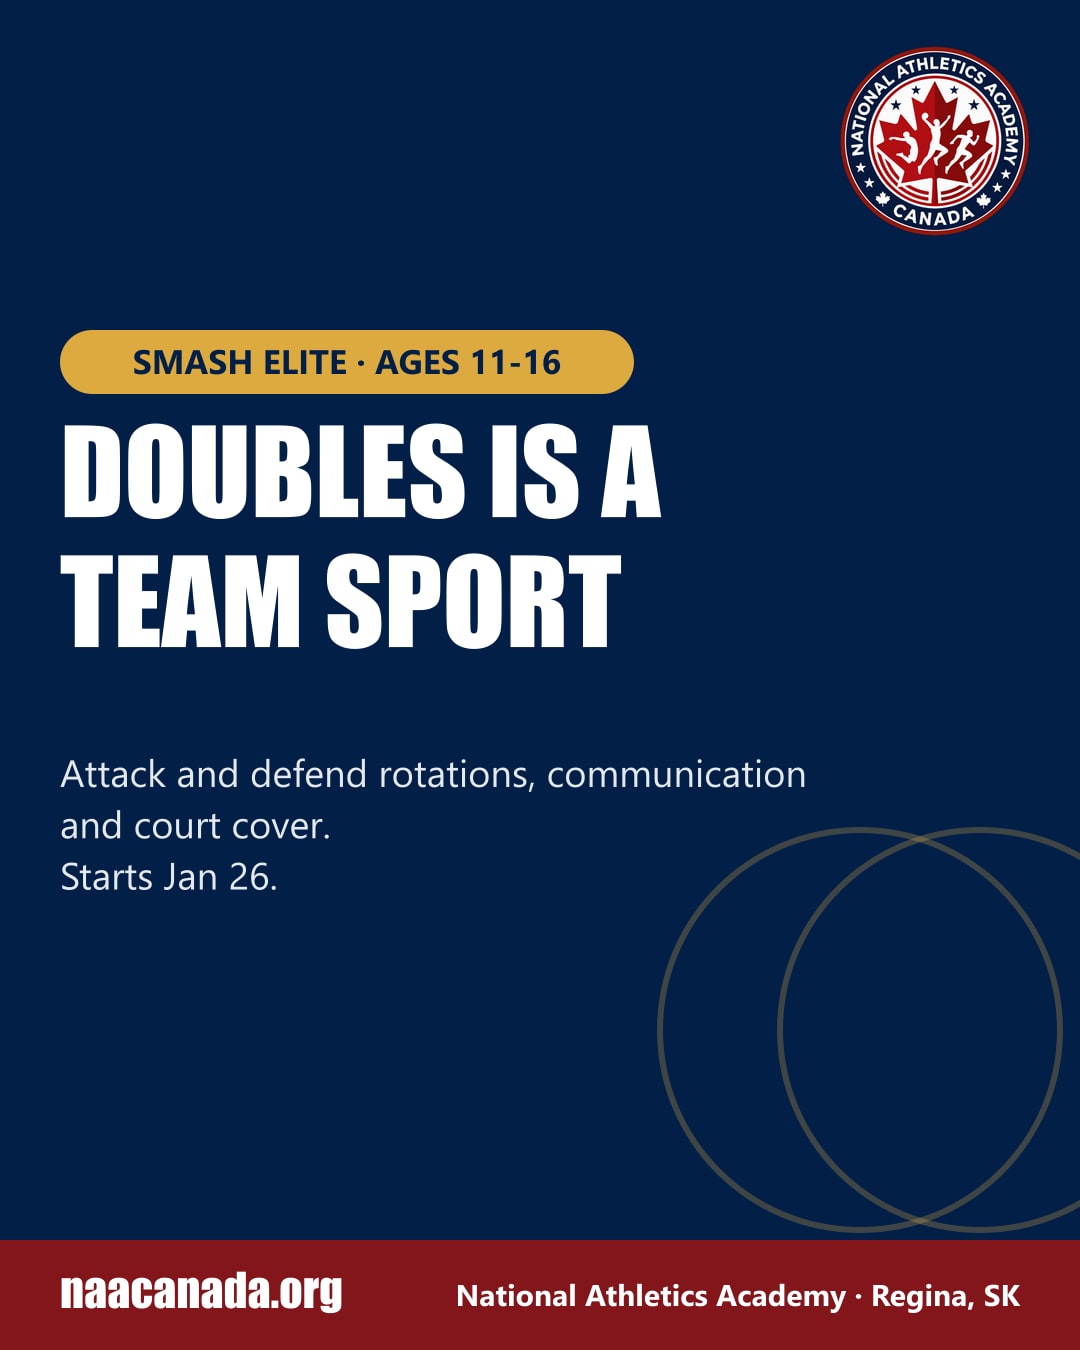 NATIONAL ATHLETICS ACADEMY
CANADA
SMASH ELITE · AGES 11-16
DOUBLES IS A
TEAM SPORT
Attack and defend rotations, communication
and court cover.
Starts Jan 26.
naacanada.org
National Athletics Academy · Regina, SK